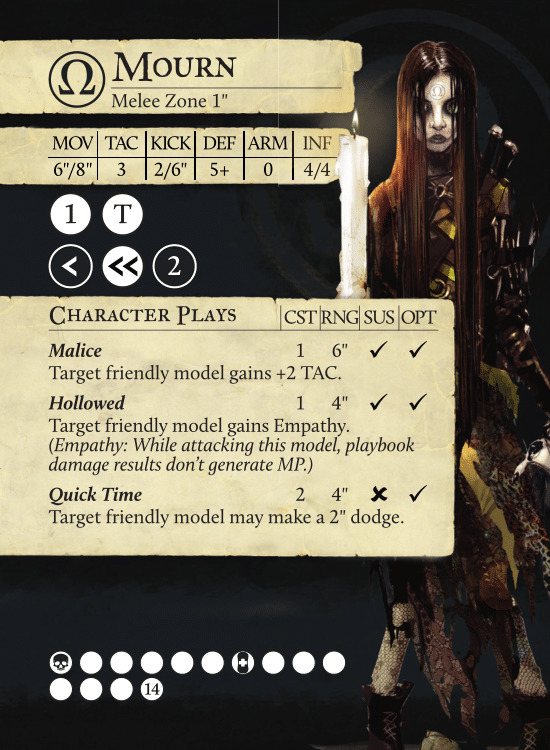 Ω MOURN
Melee Zone 1"
MOV TAC KICK DEF ARM INF
6"/8" 3 2/6" 5+ 0 4/4
1 T
< << 2
CHARACTER PLAYS CST RNG SUS OPT
Malice 1 6" ✓ ✓
Target friendly model gains +2 TAC.
Hollowed 1 4" ✓ ✓
Target friendly model gains Empathy.
(Empathy: While attacking this model, playbook
damage results don't generate MP.)
Quick Time 2 4" ✘ ✓
Target friendly model may make a 2" dodge.
14